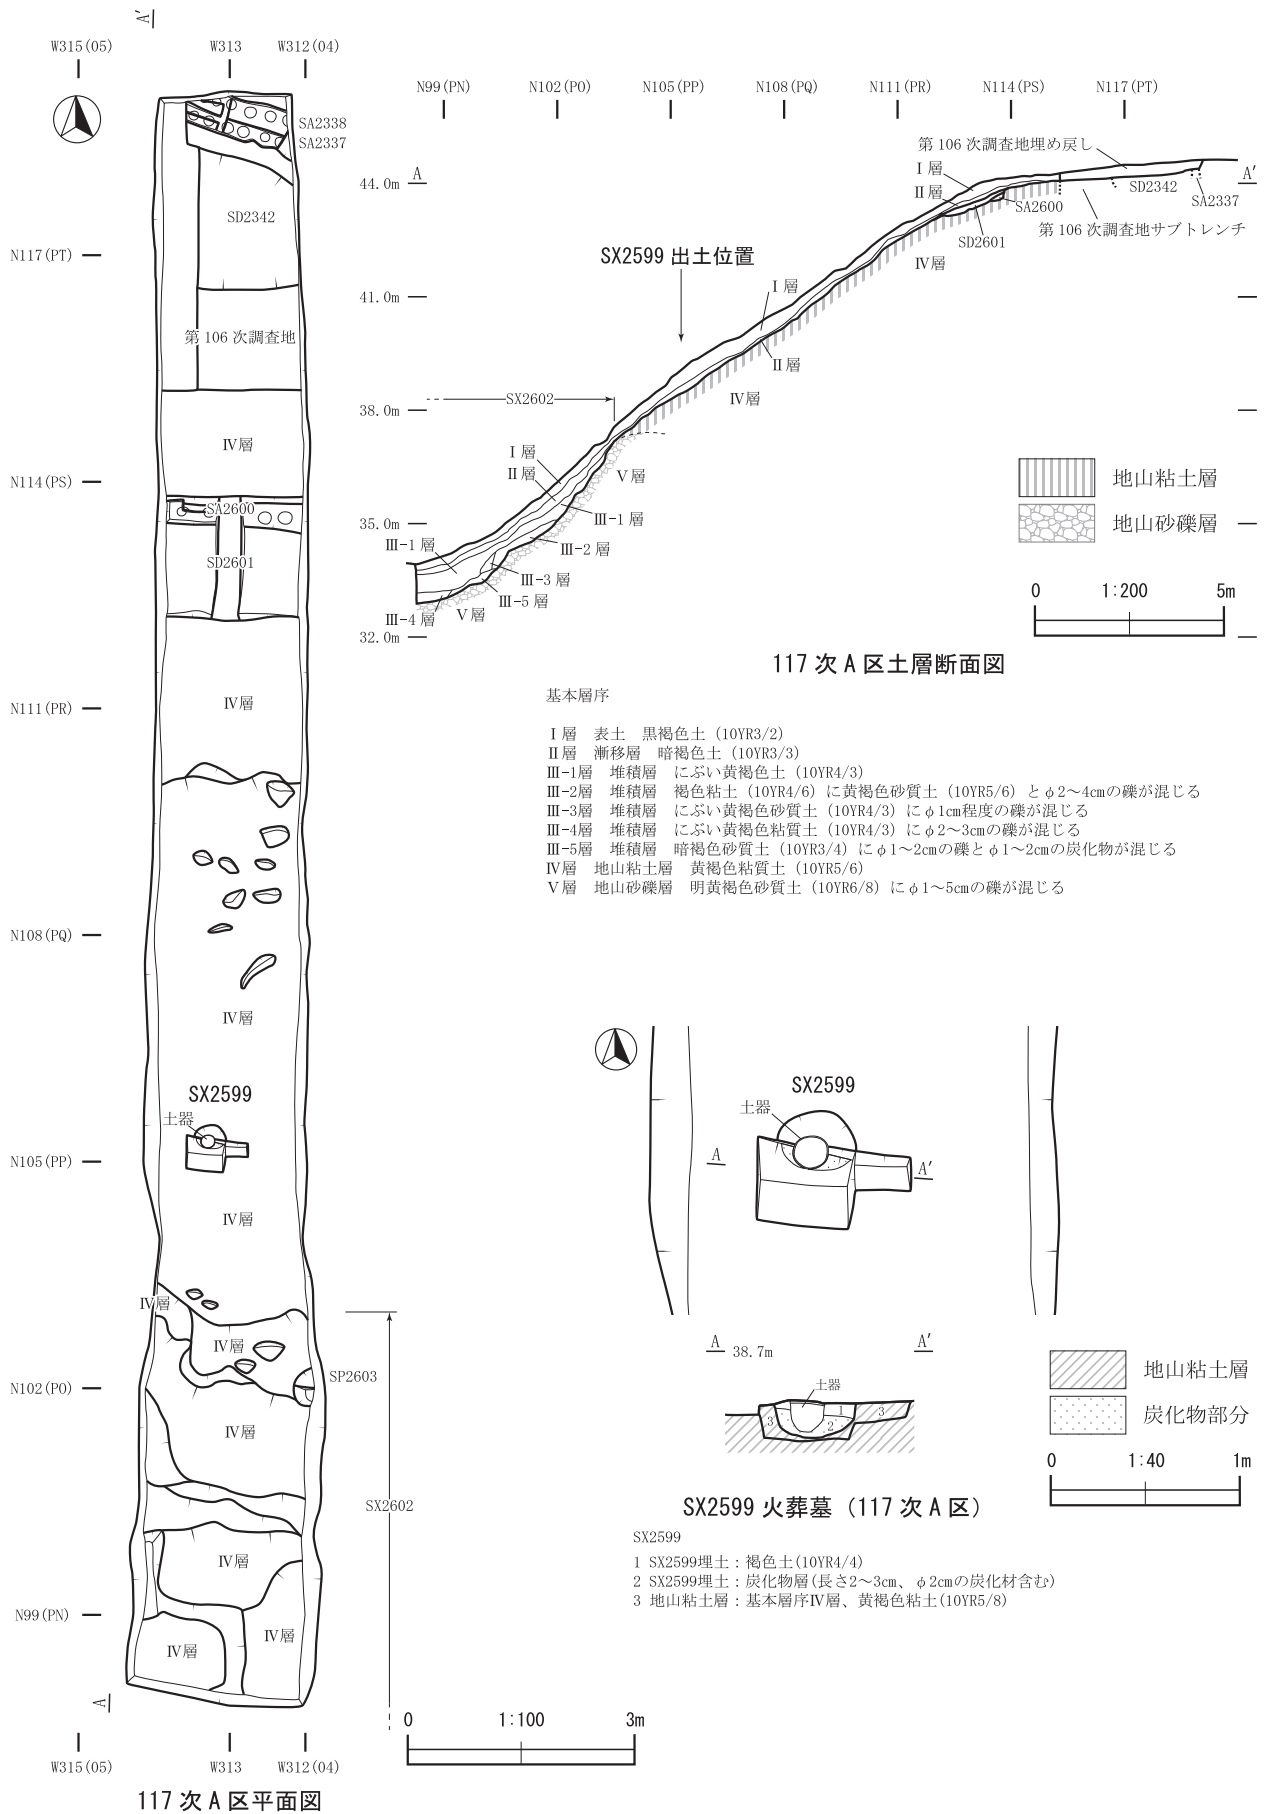 A'
W315(05)
W313
W312(04)
SA2338
SA2337
SD2342
N117(PT)
第106次調査地
Ⅳ層
N114(PS)
SA2600
SD2601
N111(PR)
Ⅳ層
N108(PQ)
Ⅳ層
SX2599
土器
N105(PP)
Ⅳ層
Ⅳ層
Ⅳ層
SP2603
N102(PO)
Ⅳ層
SX2602
Ⅳ層
N99(PN)
Ⅳ層
Ⅳ層
A
W315(05)
W313
W312(04)
0 1:100 3m
117次A区平面図
N99(PN)
N102(PO)
N105(PP)
N108(PQ)
N111(PR)
N114(PS)
N117(PT)
第106次調査地埋め戻し
44.0m
A
Ⅰ層
Ⅱ層
SA2600
SD2342
SA2337
A'
SD2601
第106次調査地サブトレンチ
Ⅳ層
SX2599出土位置
41.0m
Ⅰ層
Ⅱ層
SX2602
Ⅳ層
38.0m
Ⅰ層
Ⅱ層
Ⅴ層
35.0m
Ⅲ-1層
Ⅲ-1層
Ⅲ-2層
Ⅲ-3層
Ⅲ-5層
Ⅲ-4層
Ⅴ層
32.0m
地山粘土層
地山砂礫層
0 1:200 5m
117次A区土層断面図
基本層序
Ⅰ層 表土 黒褐色土(10YR3/2)
Ⅱ層 漸移層 暗褐色土(10YR3/3)
Ⅲ-1層 堆積層 にぶい黄褐色土(10YR4/3)
Ⅲ-2層 堆積層 褐色粘土(10YR4/6)に黄褐色砂質土(10YR5/6)とφ2～4cmの礫が混じる
Ⅲ-3層 堆積層 にぶい黄褐色砂質土(10YR4/3)にφ1cm程度の礫が混じる
Ⅲ-4層 堆積層 にぶい黄褐色粘質土(10YR4/3)にφ2～3cmの礫が混じる
Ⅲ-5層 堆積層 暗褐色砂質土(10YR3/4)にφ1～2cmの礫とφ1～2cmの炭化物が混じる
Ⅳ層 地山粘土層 黄褐色粘質土(10YR5/6)
Ⅴ層 地山砂礫層 明黄褐色砂質土(10YR6/8)にφ1～5cmの礫が混じる
SX2599
土器
A
A'
A
38.7m
A'
土器
1
2
3
3
地山粘土層
炭化物部分
0 1:40 1m
SX2599火葬墓（117次A区）
SX2599
1 SX2599埋土：褐色土(10YR4/4)
2 SX2599埋土：炭化物層(長さ2～3cm、φ2cmの炭化材含む)
3 地山粘土層：基本層序Ⅳ層、黄褐色粘土(10YR5/8)